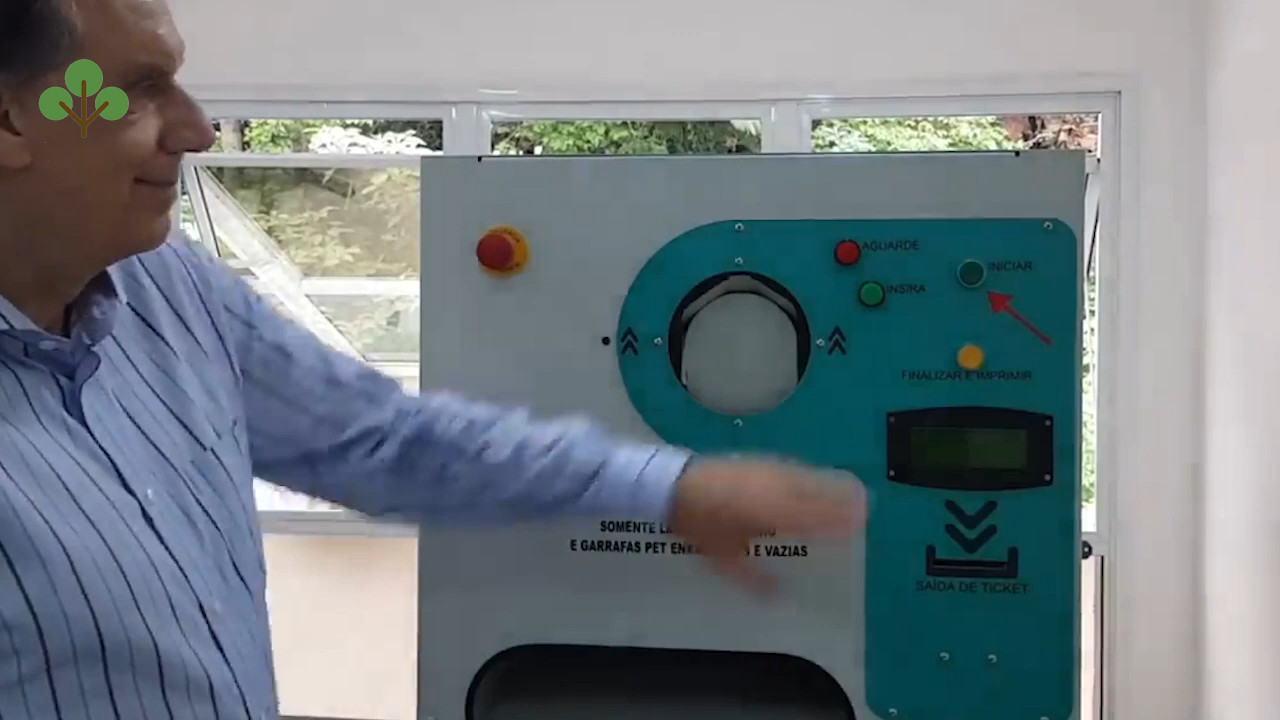 AGUARDE
INICIAR
INSIRA
FINALIZAR E IMPRIMIR
SOMENTE
E GARRAFAS PET E VAZIAS
SAÍDA DE TICKET